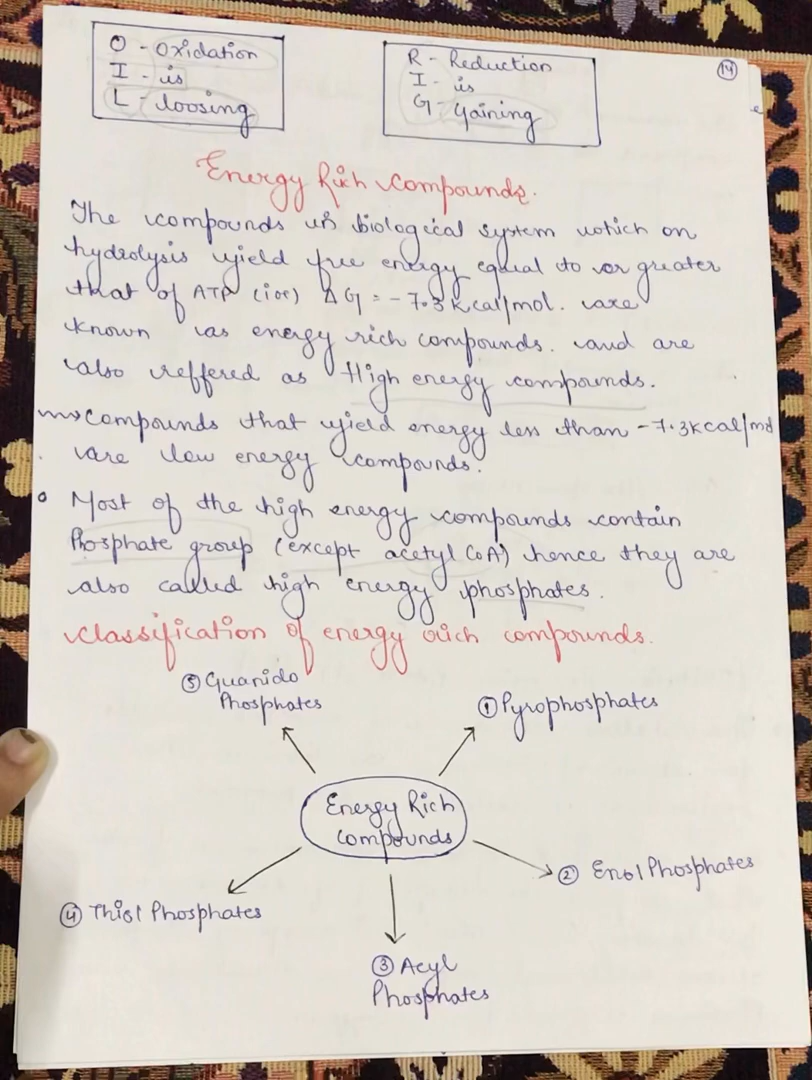 O - Oxidation
I - is
L - loosing
R - Reduction
I - is
G - Gaining
14
Energy Rich Compounds.
The compounds in biological system which on
hydrolysis yield free energy equal to or greater
that of ATP (ioe) ΔG = -7.3 kcal/mol. are
known as energy rich compounds. and are
also reffered as High energy compounds.
compounds that yield energy less than -7.3kcal/mol
are low energy compounds.
Most of the high energy compounds contain
Phosphate group (except acetyl CoA) hence they are
also called high energy phosphates.
Classification of energy rich compounds.
⑤ Guanido
Phosphates
① Pyrophosphates
Energy Rich
compounds
② Enol Phosphates
④ Thiol Phosphates
③ Acyl
Phosphates